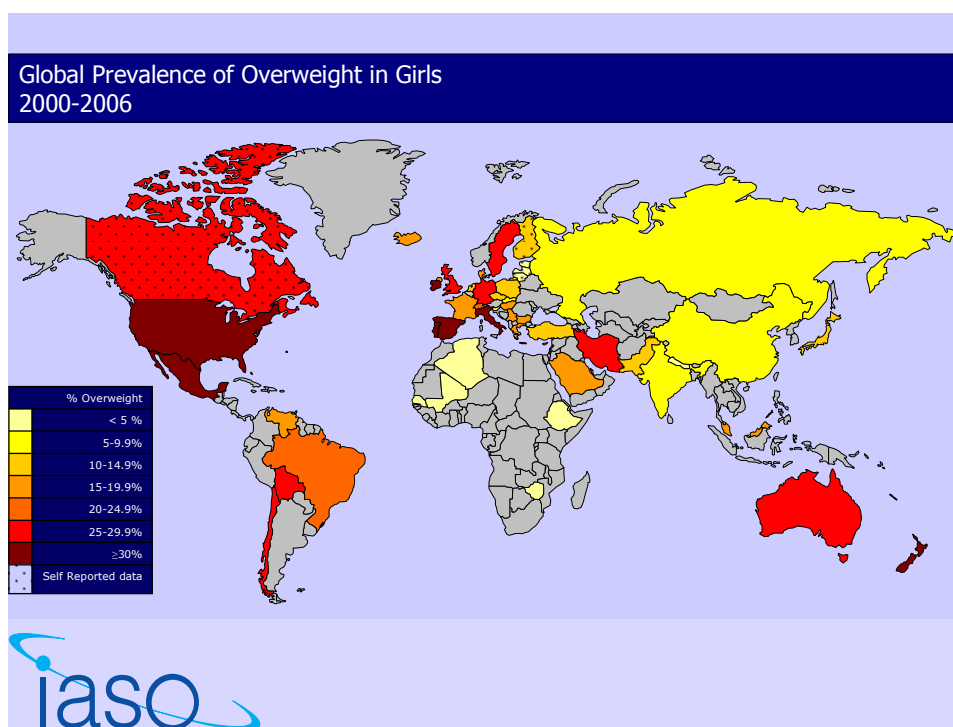 Global Prevalence of Overweight in Girls
2000-2006
% Overweight
< 5 %
5-9.9%
10-14.9%
15-19.9%
20-24.9%
25-29.9%
≥30%
Self Reported data
iaso